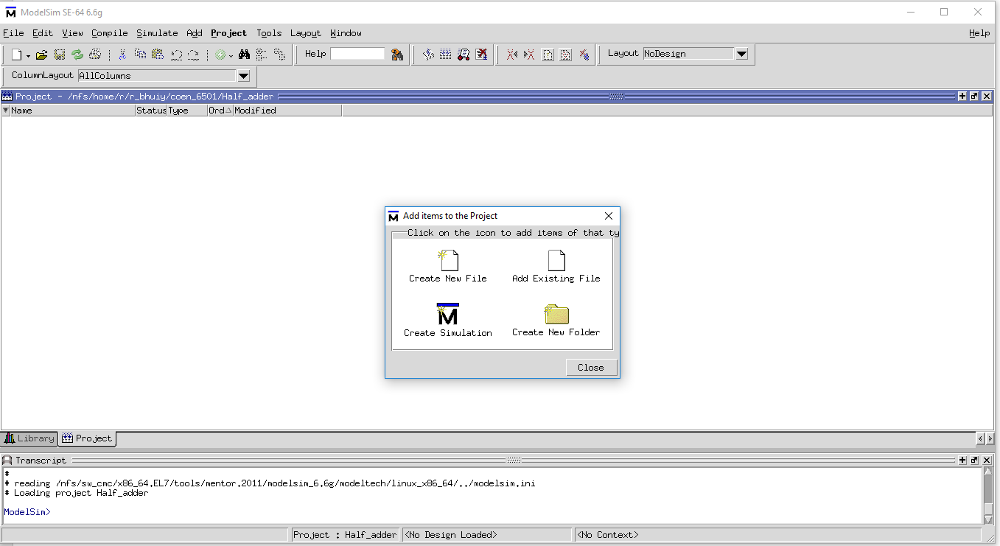 ModelSim SE-64 6.6g
File Edit View Compile Simulate Add Project Tools Layout Window Help
Help Layout NoDesign
ColumnLayout AllColumns
Project - /nfs/home/r/r_bhuiy/coen_6501/Half_adder
Name Status Type Ord Modified
Add items to the Project
Click on the icon to add items of that ty
Create New File Add Existing File
Create Simulation Create New Folder
Close
Library Project
Transcript
#
# reading /nfs/sw_cmc/x86_64.EL7/tools/mentor.2011/modelsim_6.6g/modeltech/linux_x86_64/../modelsim.ini
# Loading project Half_adder
ModelSim>
Project : Half_adder <No Design Loaded> <No Context>